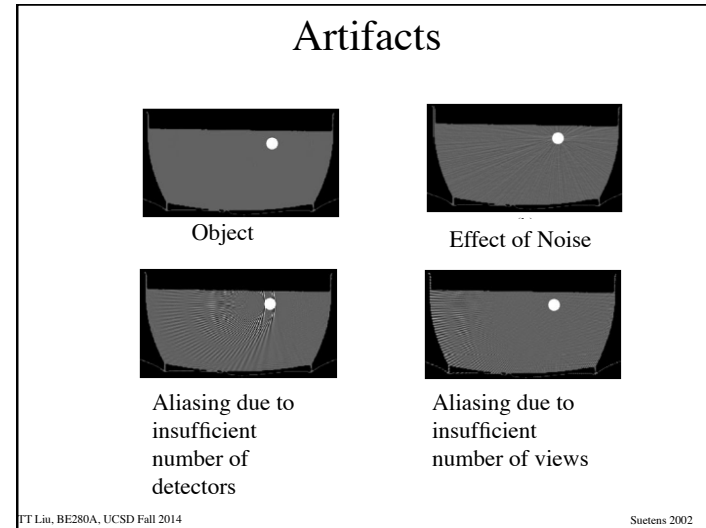 Artifacts
Object
Effect of Noise
Aliasing due to
insufficient
number of
detectors
Aliasing due to
insufficient
number of views
TT Liu, BE280A, UCSD Fall 2014
Suetens 2002